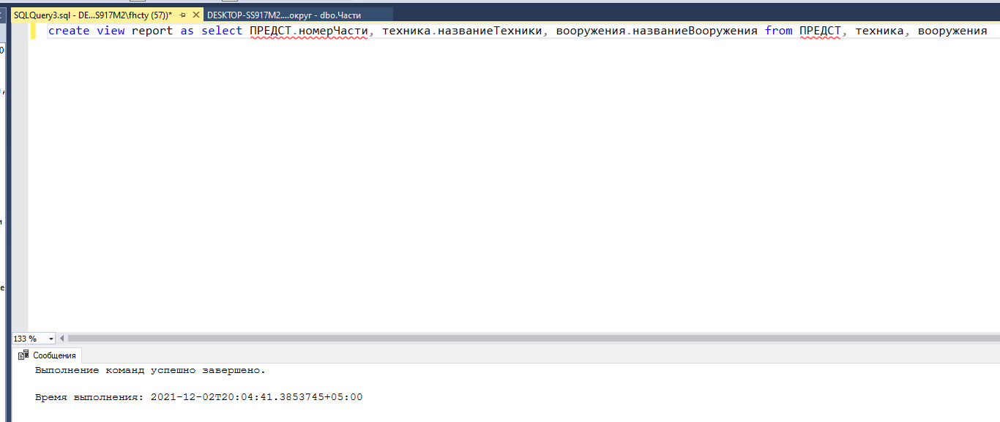 SQLQuery3.sql - DE...S917M2\fhcty (57))*
DESKTOP-SS917M2....округ - dbo.Части
create view report as select ПРЕДСТ.номерЧасти, техника.названиеТехники, вооружения.названиеВооружения from ПРЕДСТ, техника, вооружения
133 %
Сообщения
Выполнение команд успешно завершено.
Время выполнения: 2021-12-02T20:04:41.3853745+05:00